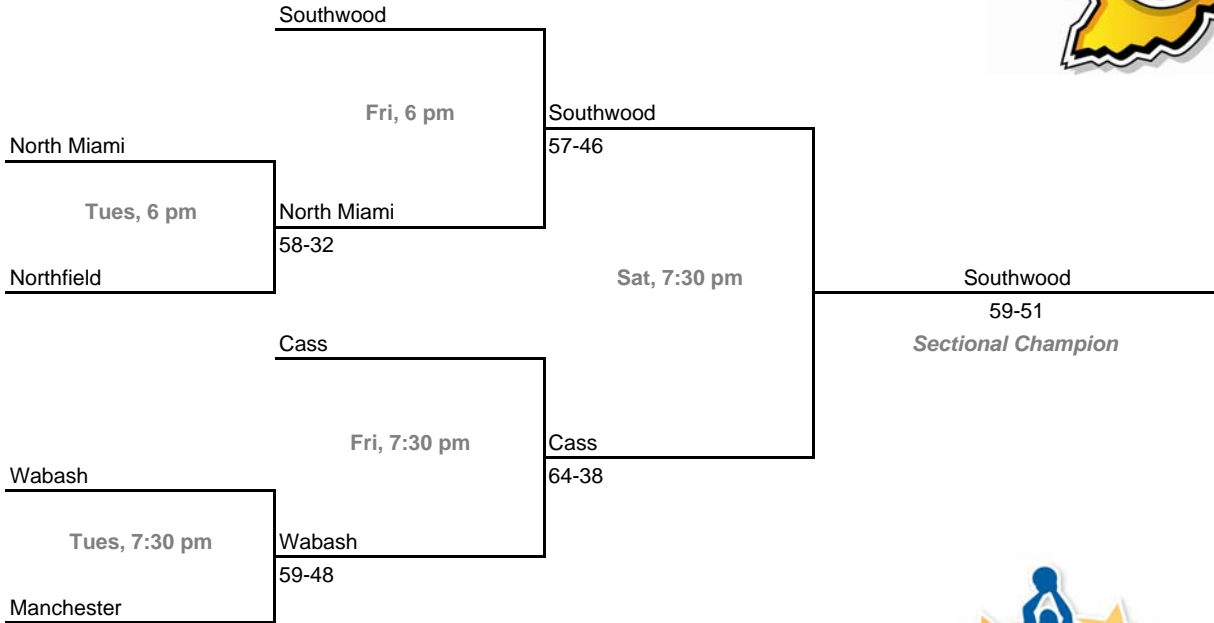 Southwood
Fri, 6 pm
Southwood
North Miami
57-46
Tues, 6 pm
North Miami
58-32
Northfield
Sat, 7:30 pm
Southwood
59-51
Cass
Sectional Champion
Fri, 7:30 pm
Cass
Wabash
64-38
Tues, 7:30 pm
Wabash
59-48
Manchester